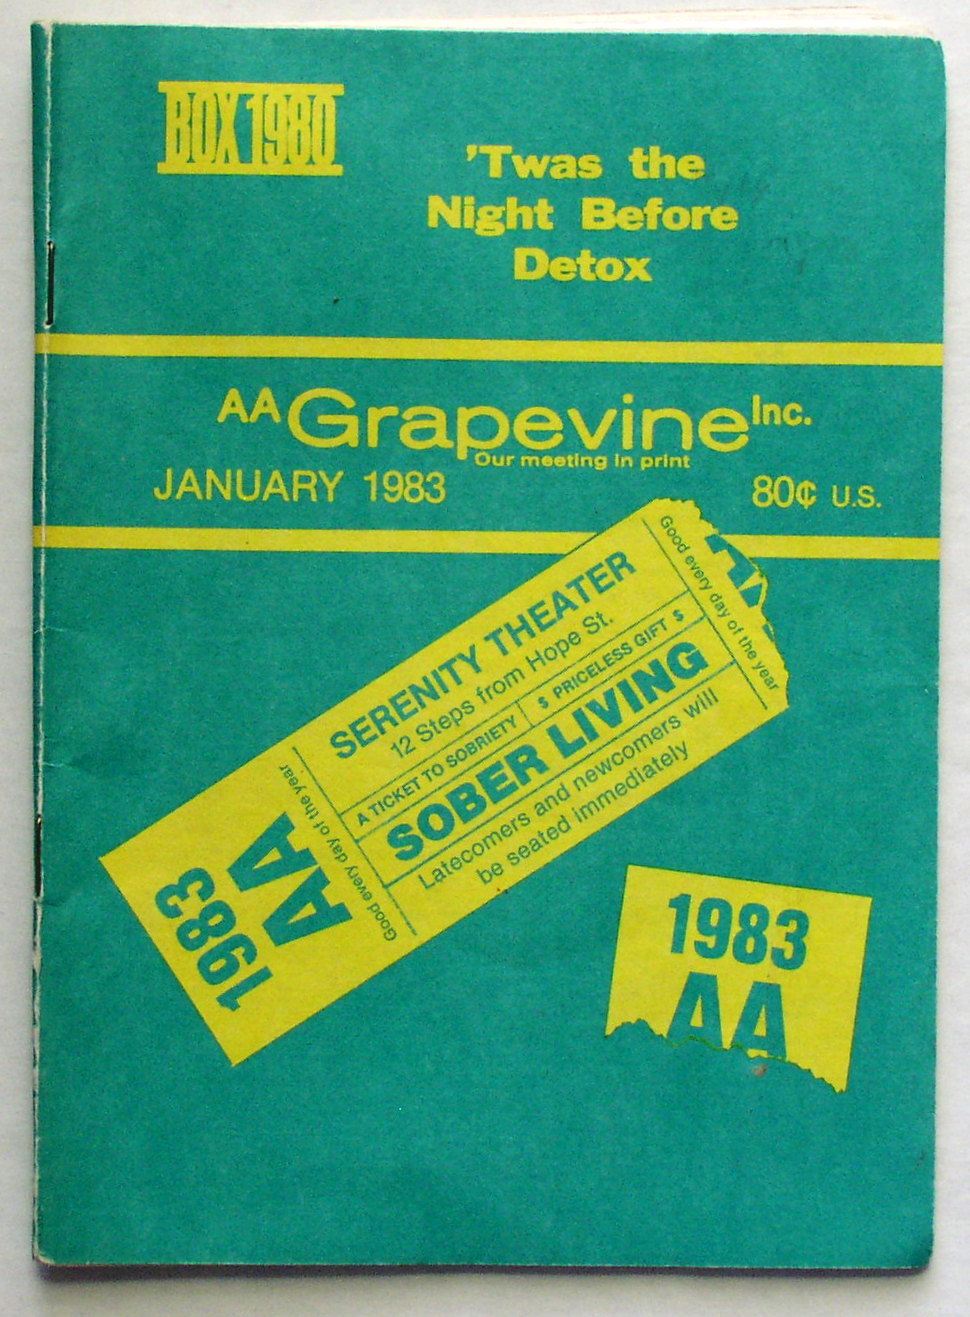 BOX 1980
'Twas the
Night Before
Detox
AA Grapevine Inc.
Our meeting in print
JANUARY 1983
80¢ U.S.
SERENITY THEATER
12 Steps from Hope St.
A TICKET TO SOBRIETY
$ PRICELESS GIFT $
SOBER LIVING
Latecomers and newcomers will
be seated immediately
Good every day of the year
AA
1983
AA
Good every day of the year
1983
AA